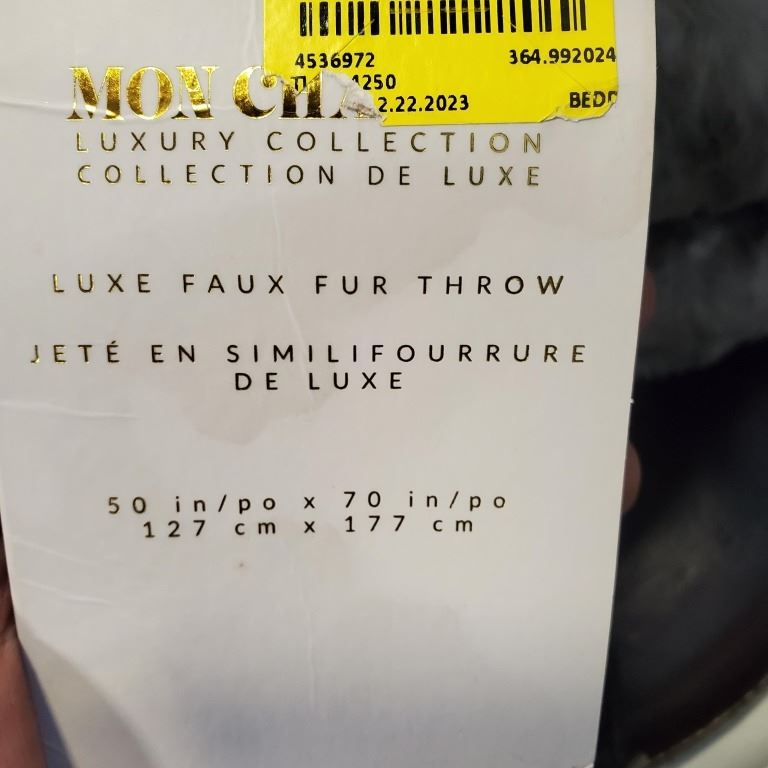 4536972 364.992024
4250
2.22.2023 BEDD
MON
LUXURY COLLECTION
COLLECTION DE LUXE
LUXE FAUX FUR THROW
JETÉ EN SIMILIFOURRURE
DE LUXE
50 in/po x 70 in/po
127 cm x 177 cm